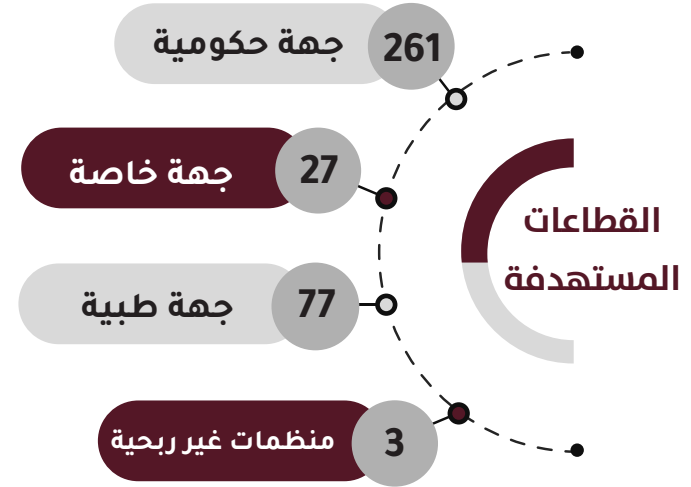 القطاعات
المستهدفة
261 جهة حكومية
27 جهة خاصة
77 جهة طبية
3 منظمات غير ربحية